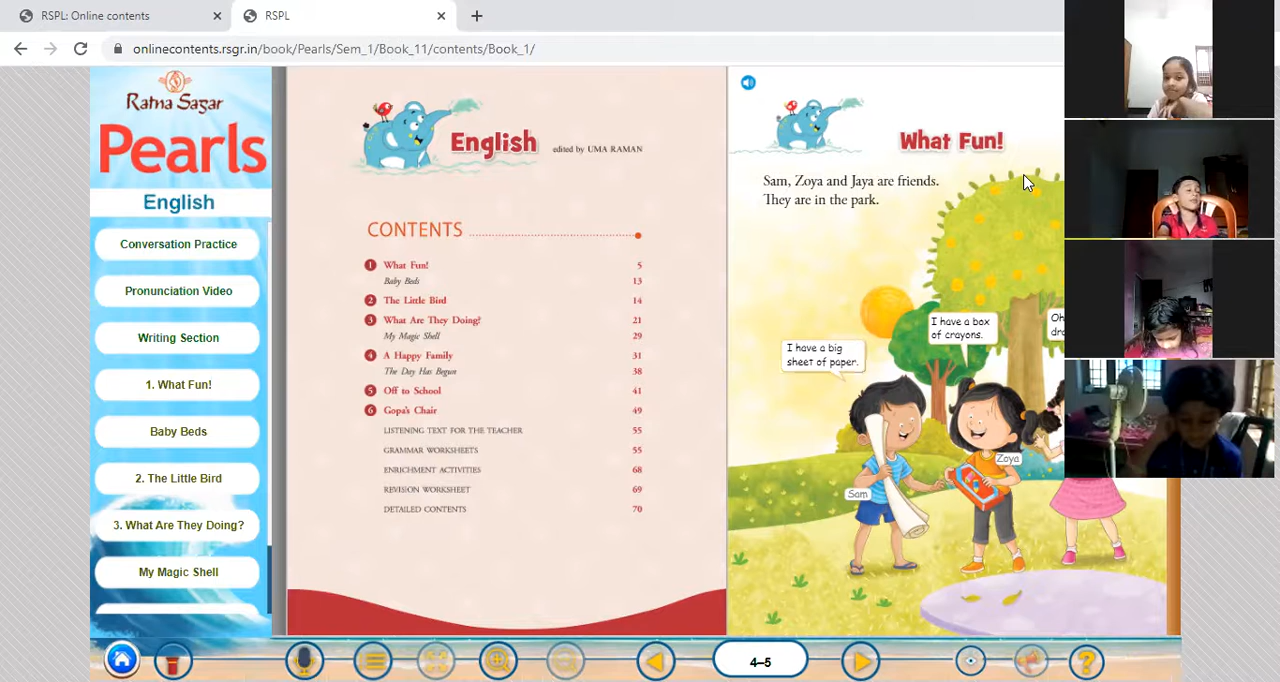 RSPL: Online contents
RSPL
onlinecontents.rsgr.in/book/Pearls/Sem_1/Book_11/contents/Book_1/
Ratna Sagar
Pearls
English
Conversation Practice
Pronunciation Video
Writing Section
1. What Fun!
Baby Beds
2. The Little Bird
3. What Are They Doing?
My Magic Shell
English edited by UMA RAMAN
CONTENTS
1 What Fun! 5
Baby Beds 13
2 The Little Bird 14
3 What Are They Doing? 21
My Magic Shell 29
4 A Happy Family 31
The Day Has Begun 38
5 Off to School 41
6 Gopa's Chair 49
LISTENING TEXT FOR THE TEACHER 55
GRAMMAR WORKSHEETS 55
ENRICHMENT ACTIVITIES 68
REVISION WORKSHEET 69
DETAILED CONTENTS 70
What Fun!
Sam, Zoya and Jaya are friends.
They are in the park.
I have a big
sheet of paper.
I have a box
of crayons.
Sam
Zoya
4–5
?